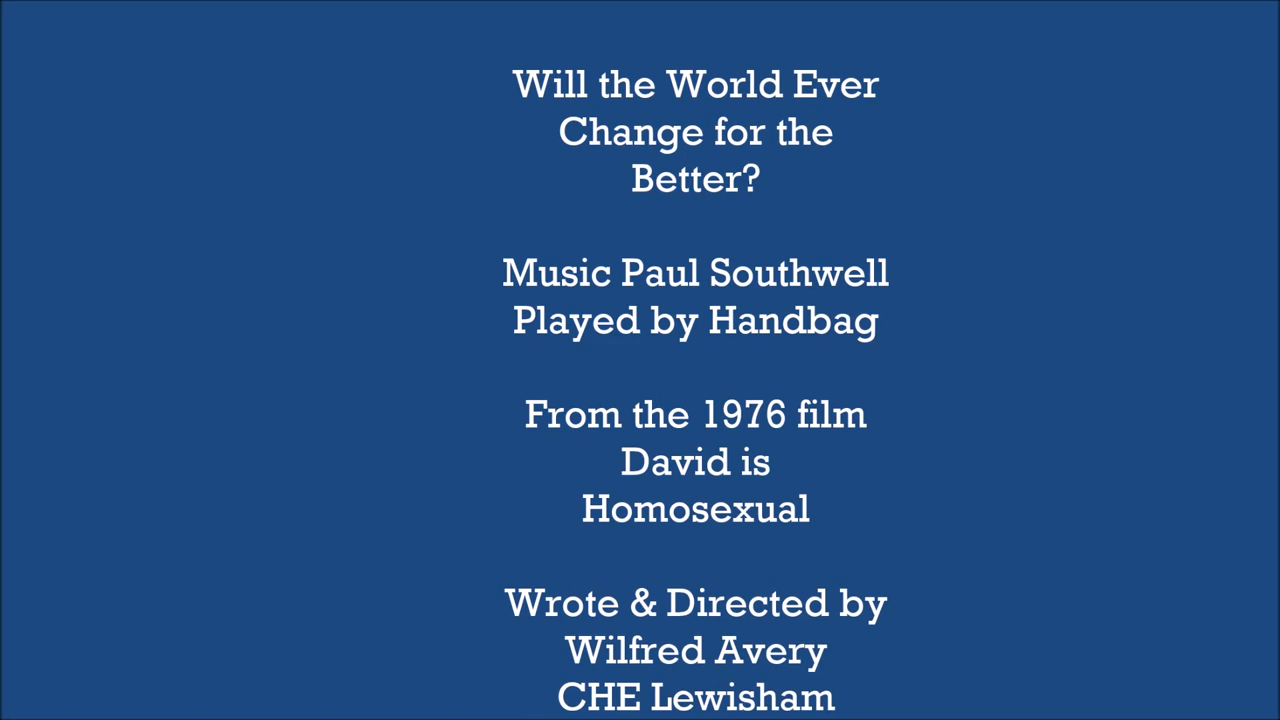 Will the World Ever
Change for the
Better?
Music Paul Southwell
Played by Handbag
From the 1976 film
David is
Homosexual
Wrote & Directed by
Wilfred Avery
CHE Lewisham